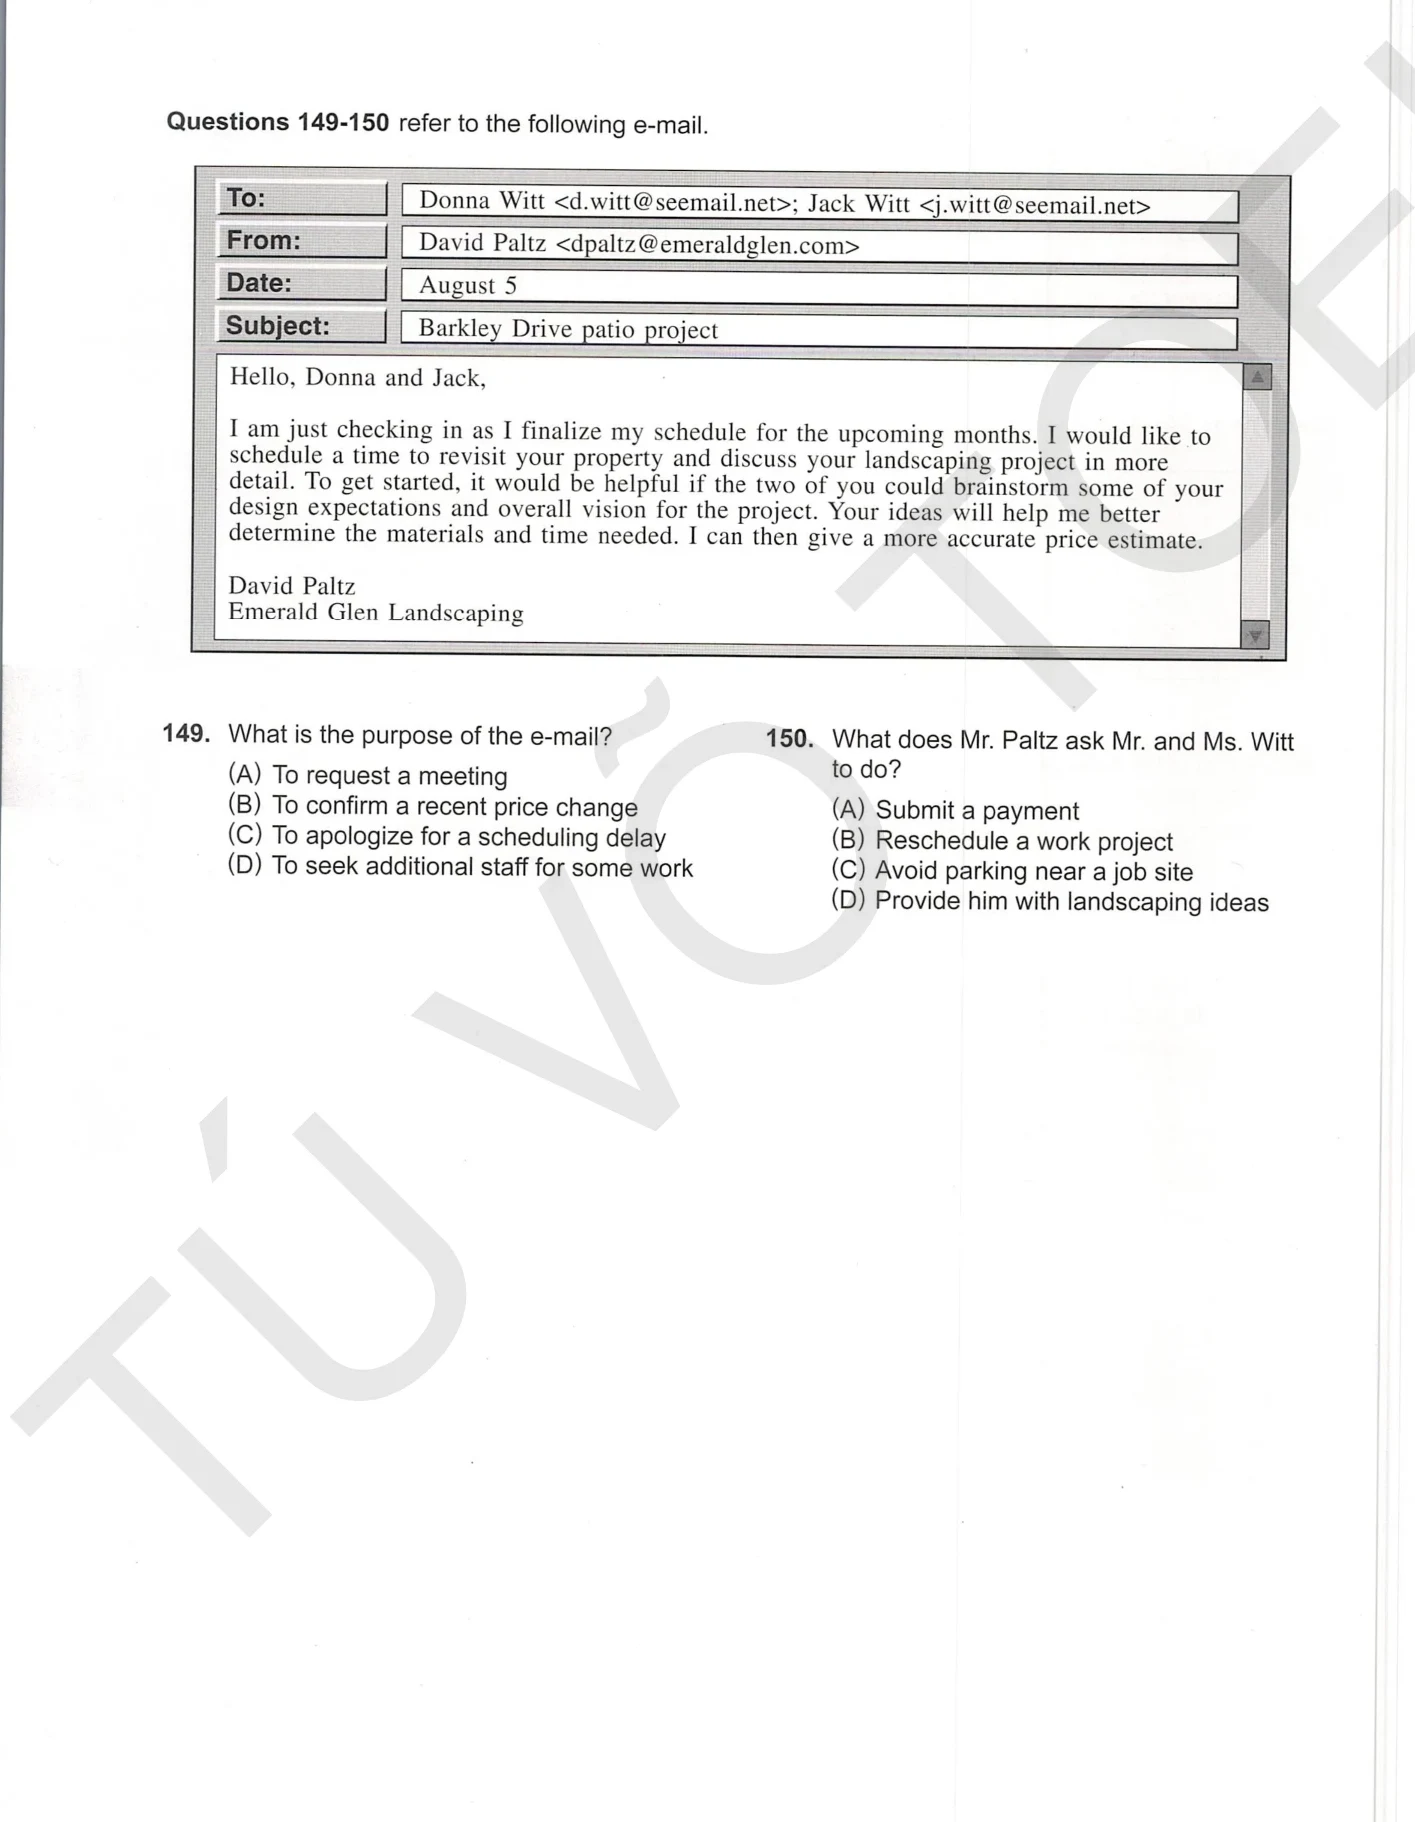 Questions 149-150 refer to the following e-mail.
To: Donna Witt <d.witt@seemail.net>; Jack Witt <j.witt@seemail.net>
From: David Paltz <dpaltz@emeraldglen.com>
Date: August 5
Subject: Barkley Drive patio project
Hello, Donna and Jack,
I am just checking in as I finalize my schedule for the upcoming months. I would like to
schedule a time to revisit your property and discuss your landscaping project in more
detail. To get started, it would be helpful if the two of you could brainstorm some of your
design expectations and overall vision for the project. Your ideas will help me better
determine the materials and time needed. I can then give a more accurate price estimate.
David Paltz
Emerald Glen Landscaping
149. What is the purpose of the e-mail?
(A) To request a meeting
(B) To confirm a recent price change
(C) To apologize for a scheduling delay
(D) To seek additional staff for some work
150. What does Mr. Paltz ask Mr. and Ms. Witt
to do?
(A) Submit a payment
(B) Reschedule a work project
(C) Avoid parking near a job site
(D) Provide him with landscaping ideas
TÚ VÕ TOE